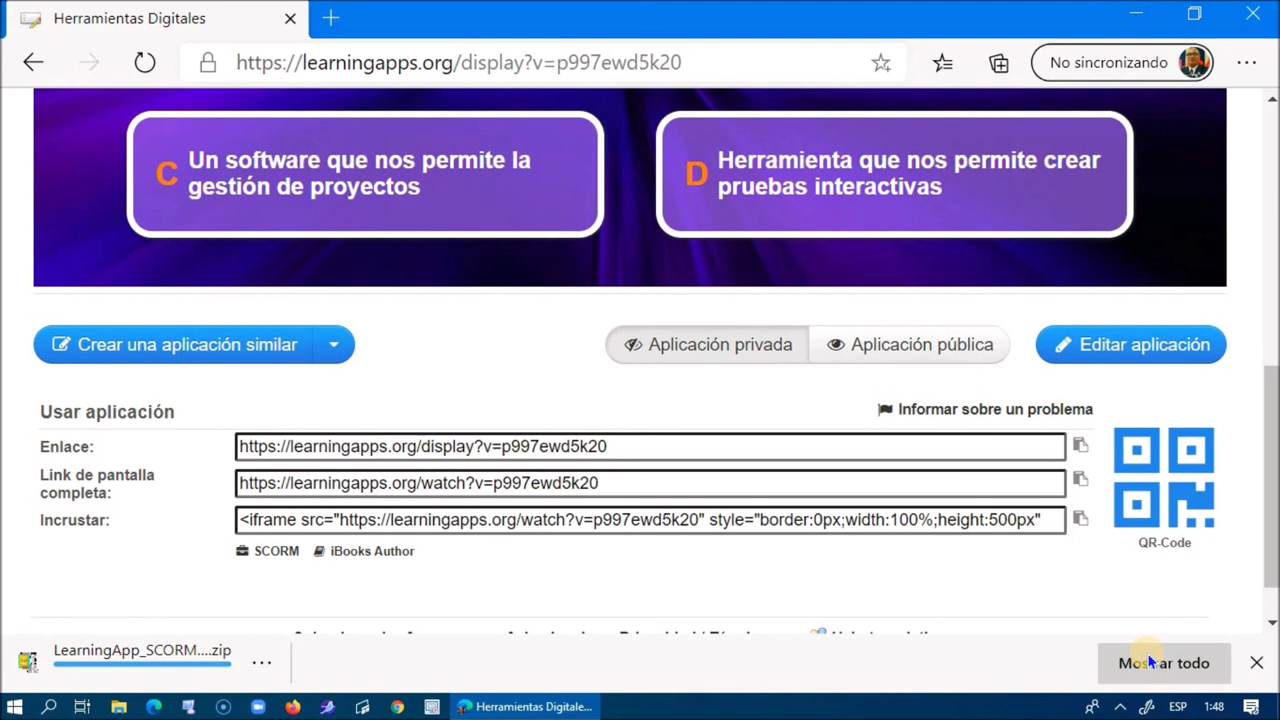 Herramientas Digitales
https://learningapps.org/display?v=p997ewd5k20
No sincronizando
C Un software que nos permite la
gestión de proyectos
D Herramienta que nos permite crear
pruebas interactivas
Crear una aplicación similar
Aplicación privada
Aplicación pública
Editar aplicación
Usar aplicación
Informar sobre un problema
Enlace:
https://learningapps.org/display?v=p997ewd5k20
Link de pantalla
completa:
https://learningapps.org/watch?v=p997ewd5k20
Incrustar:
<iframe src="https://learningapps.org/watch?v=p997ewd5k20" style="border:0px;width:100%;height:500px"
SCORM
iBooks Author
QR-Code
LearningApp_SCORM....zip
Mostrar todo
Herramientas Digitale...
ESP
1:48